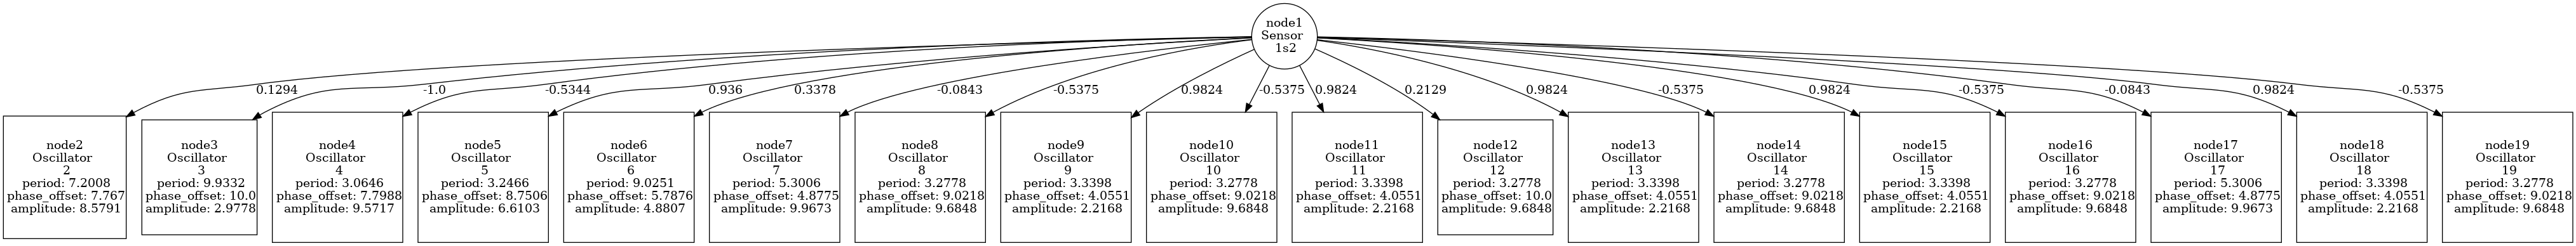 node1
Sensor
1s2
0.1294
-1.0
-0.5344
0.936
0.3378
-0.0843
-0.5375
0.9824
-0.5375
0.9824
0.2129
0.9824
-0.5375
0.9824
-0.5375
-0.0843
0.9824
-0.5375
node2
Oscillator
2
period: 7.2008
phase_offset: 7.767
amplitude: 8.5791
node3
Oscillator
3
period: 9.9332
phase_offset: 10.0
amplitude: 2.9778
node4
Oscillator
4
period: 3.0646
phase_offset: 7.7988
amplitude: 9.5717
node5
Oscillator
5
period: 3.2466
phase_offset: 8.7506
amplitude: 6.6103
node6
Oscillator
6
period: 9.0251
phase_offset: 5.7876
amplitude: 4.8807
node7
Oscillator
7
period: 5.3006
phase_offset: 4.8775
amplitude: 9.9673
node8
Oscillator
8
period: 3.2778
phase_offset: 9.0218
amplitude: 9.6848
node9
Oscillator
9
period: 3.3398
phase_offset: 4.0551
amplitude: 2.2168
node10
Oscillator
10
period: 3.2778
phase_offset: 9.0218
amplitude: 9.6848
node11
Oscillator
11
period: 3.3398
phase_offset: 4.0551
amplitude: 2.2168
node12
Oscillator
12
period: 3.2778
phase_offset: 10.0
amplitude: 9.6848
node13
Oscillator
13
period: 3.3398
phase_offset: 4.0551
amplitude: 2.2168
node14
Oscillator
14
period: 3.2778
phase_offset: 9.0218
amplitude: 9.6848
node15
Oscillator
15
period: 3.3398
phase_offset: 4.0551
amplitude: 2.2168
node16
Oscillator
16
period: 3.2778
phase_offset: 9.0218
amplitude: 9.6848
node17
Oscillator
17
period: 5.3006
phase_offset: 4.8775
amplitude: 9.9673
node18
Oscillator
18
period: 3.3398
phase_offset: 4.0551
amplitude: 2.2168
node19
Oscillator
19
period: 3.2778
phase_offset: 9.0218
amplitude: 9.6848